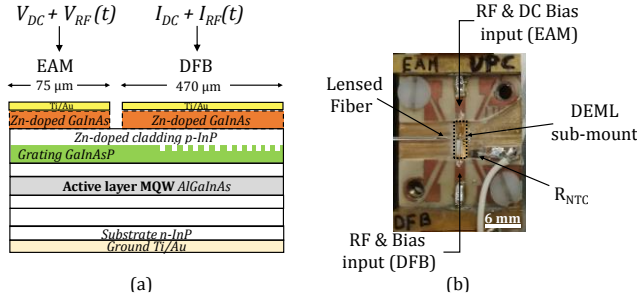 V_DC + V_RF(t)
I_DC + I_RF(t)
EAM
DFB
75 μm
470 μm
Ti/Au
Ti/Au
Zn-doped GaInAs
Zn-doped GaInAs
Zn-doped cladding p-InP
Grating GaInAsP
Active layer MQW AlGaInAs
Substrate n-InP
Ground Ti/Au
(a)
RF & DC Bias
input (EAM)
EAM
UPC
Lensed
Fiber
DEML
sub-mount
R_NTC
DFB
6 mm
RF & Bias
input (DFB)
(b)